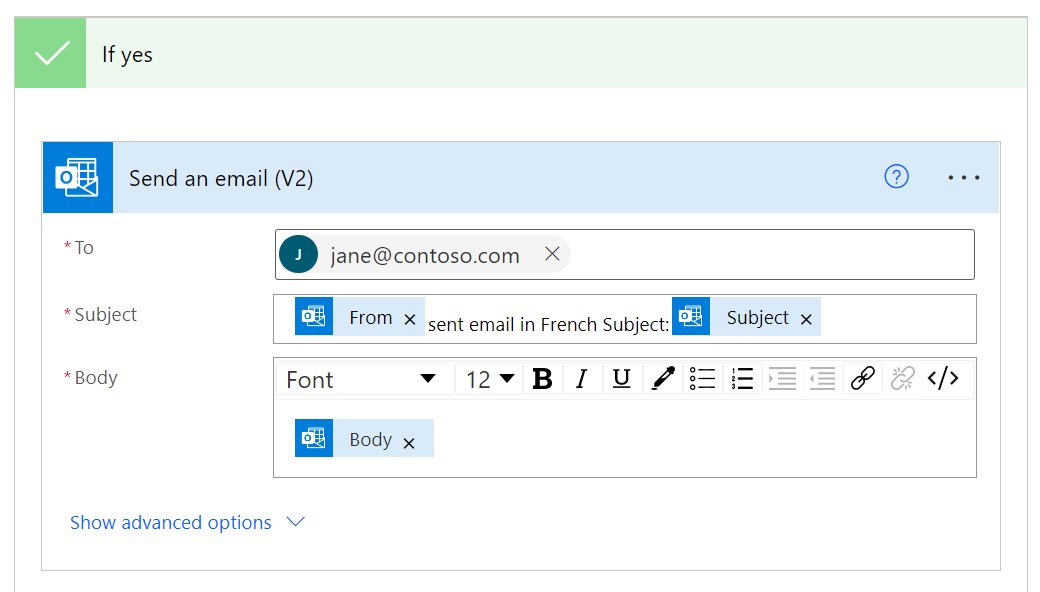 If yes
Send an email (V2)
* To J jane@contoso.com
* Subject From × sent email in French Subject: Subject ×
* Body Font 12 B I U </>
Body ×
Show advanced options